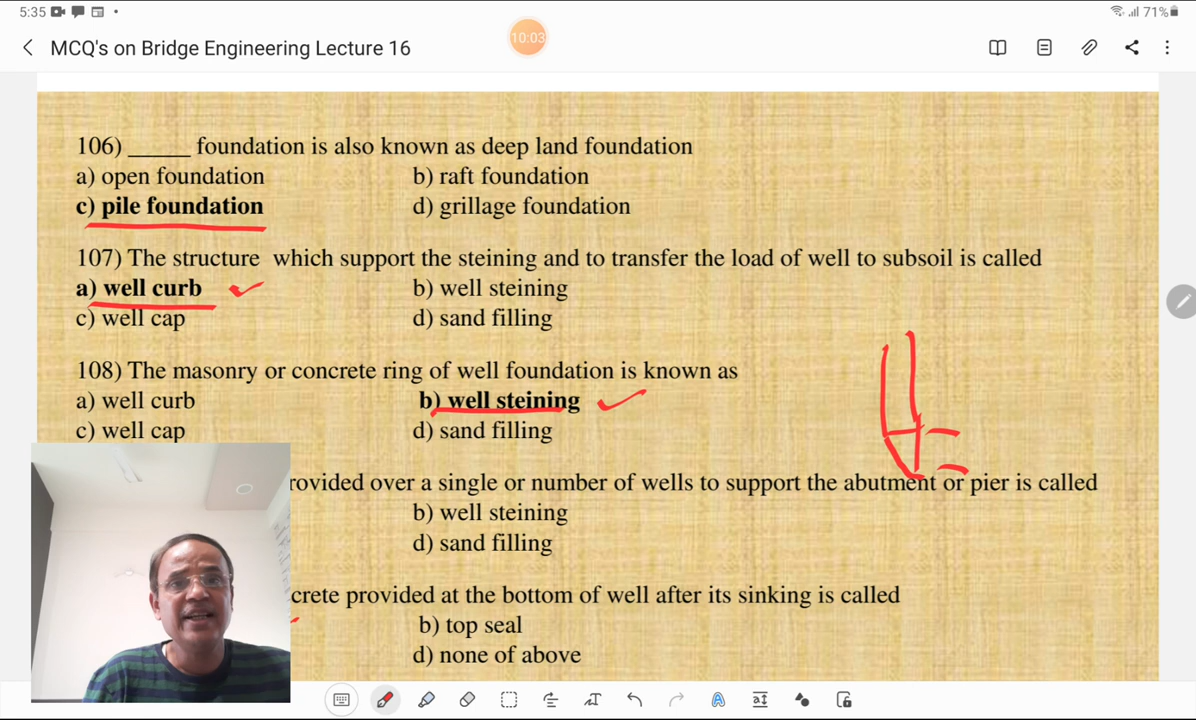 5:35
71%
MCQ's on Bridge Engineering Lecture 16
10:03
106) _____ foundation is also known as deep land foundation
a) open foundation b) raft foundation
c) pile foundation d) grillage foundation
107) The structure which support the steining and to transfer the load of well to subsoil is called
a) well curb b) well steining
c) well cap d) sand filling
108) The masonry or concrete ring of well foundation is known as
a) well curb b) well steining
c) well cap d) sand filling
rovided over a single or number of wells to support the abutment or pier is called
b) well steining
d) sand filling
crete provided at the bottom of well after its sinking is called
b) top seal
d) none of above